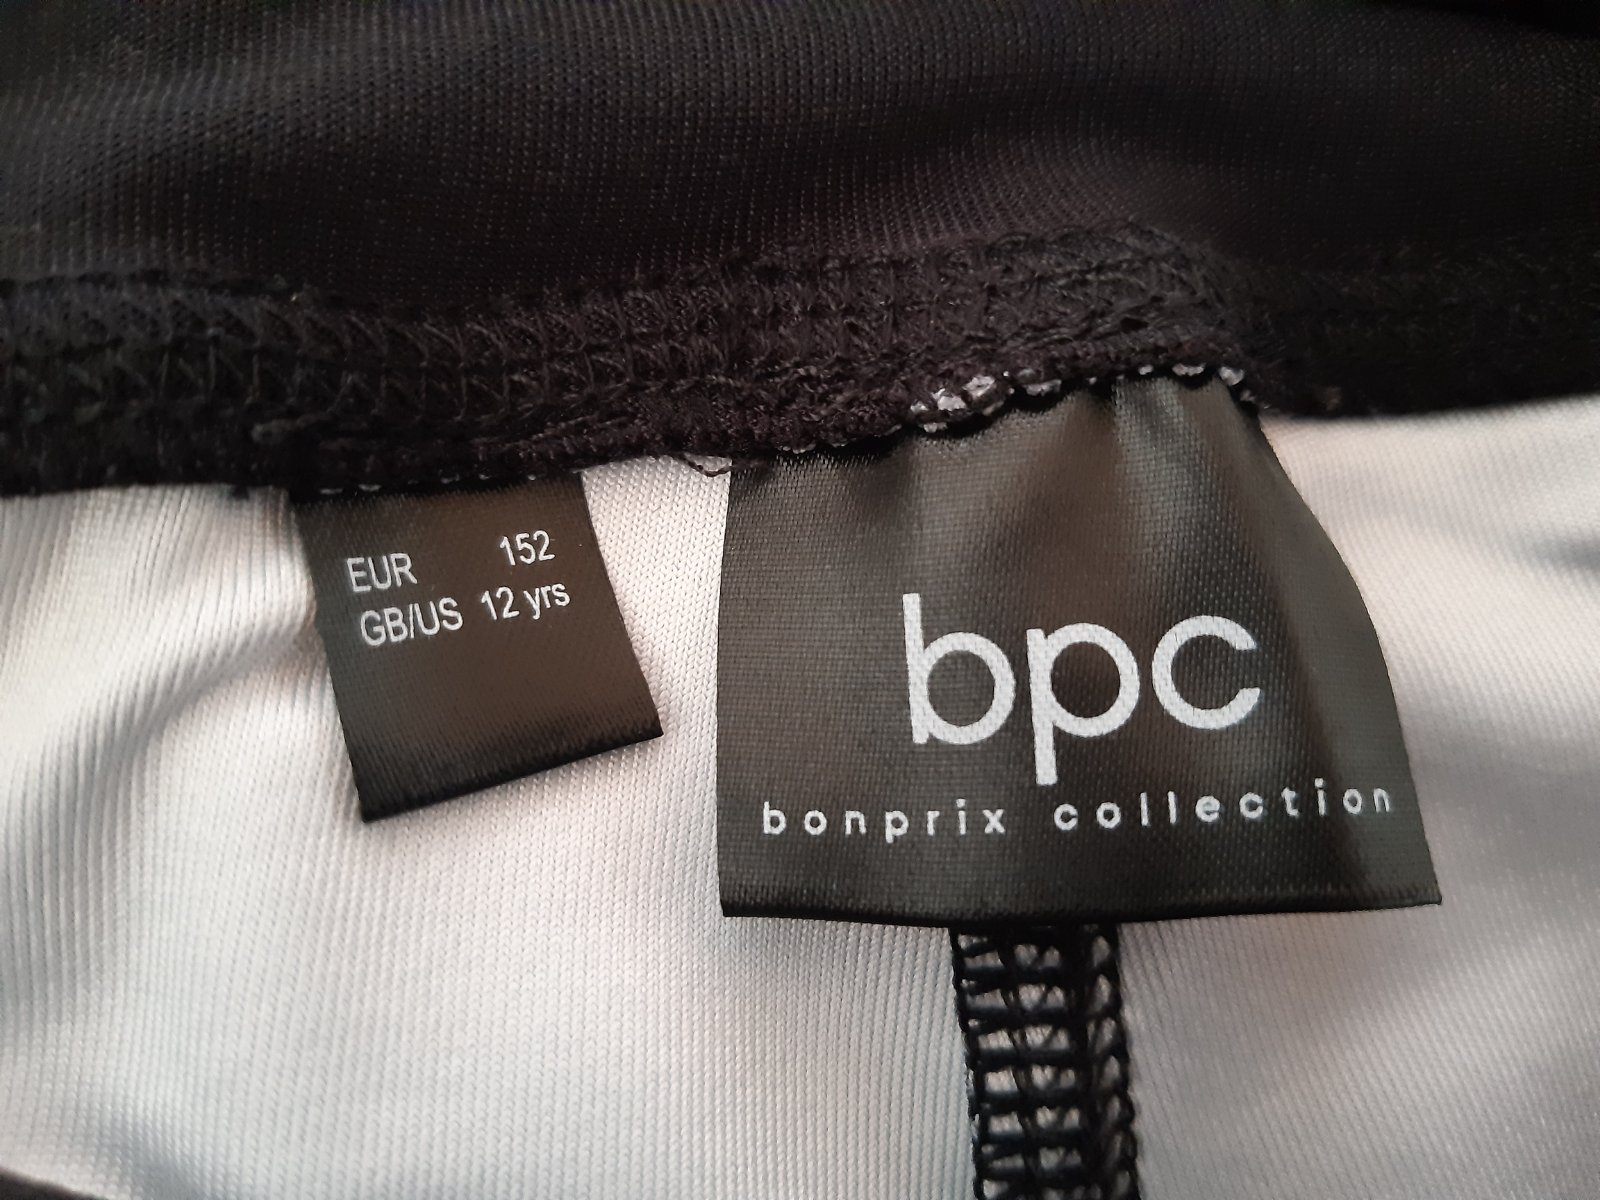 EUR 152
GB/US 12 yrs
bpc
bonprix collection